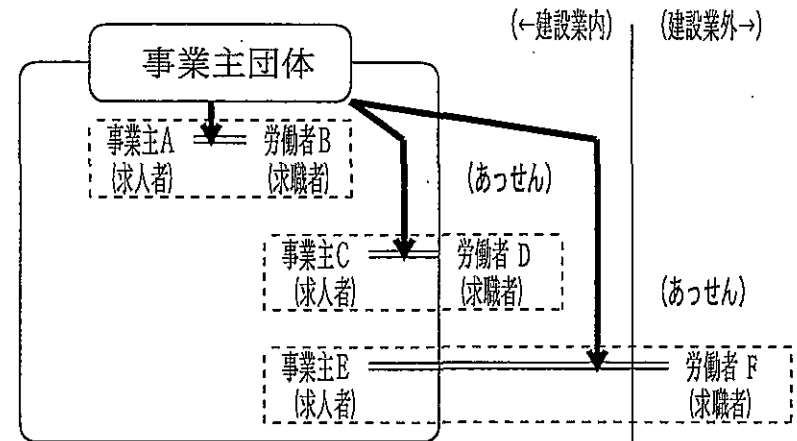 (←建設業内) (建設業外→)
事業主団体
事業主A 労働者B
(求人者) (求職者)
(あっせん)
事業主C 労働者 D
(求人者) (求職者)
(あっせん)
事業主E 労働者 F
(求人者) (求職者)